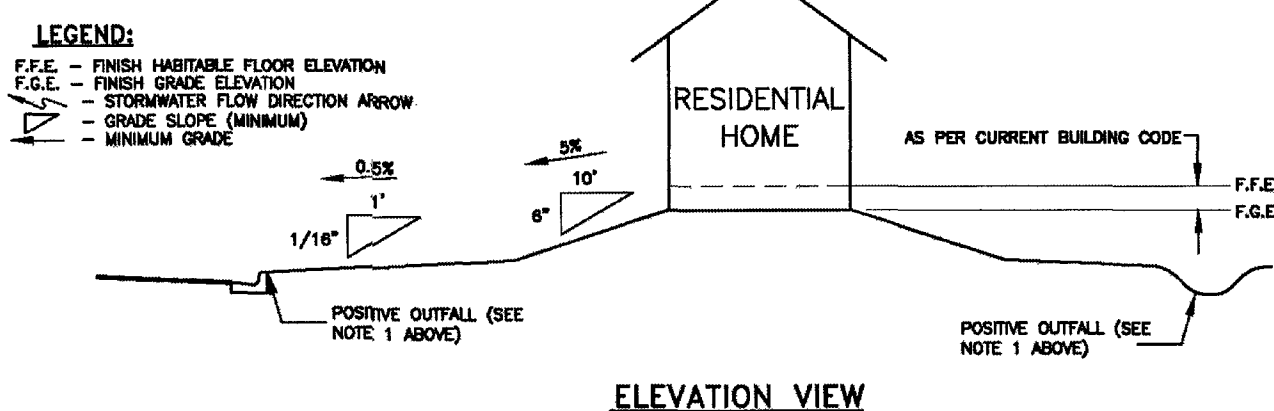 LEGEND:
F.F.E. – FINISH HABITABLE FLOOR ELEVATION
F.G.E. – FINISH GRADE ELEVATION
– STORMWATER FLOW DIRECTION ARROW
– GRADE SLOPE (MINIMUM)
– MINIMUM GRADE
0.5%
1'
1/16"
5%
10'
6"
RESIDENTIAL
HOME
AS PER CURRENT BUILDING CODE
F.F.E
F.G.E
POSITIVE OUTFALL (SEE
NOTE 1 ABOVE)
POSITIVE OUTFALL (SEE
NOTE 1 ABOVE)
ELEVATION VIEW